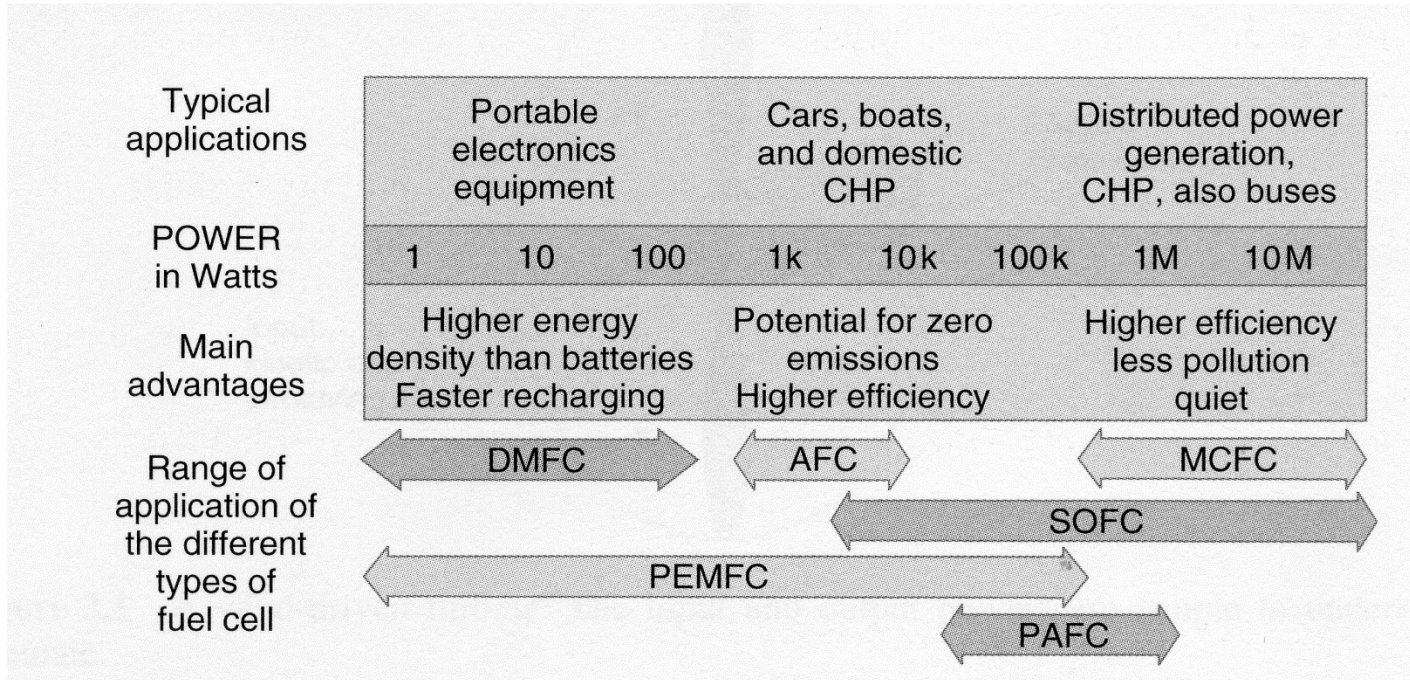 Typical
applications
Portable
electronics
equipment
Cars, boats,
and domestic
CHP
Distributed power
generation,
CHP, also buses
POWER
in Watts
1 10 100 1k 10k 100k 1M 10M
Main
advantages
Higher energy
density than batteries
Faster recharging
Potential for zero
emissions
Higher efficiency
Higher efficiency
less pollution
quiet
Range of
application of
the different
types of
fuel cell
DMFC
AFC
MCFC
SOFC
PEMFC
PAFC